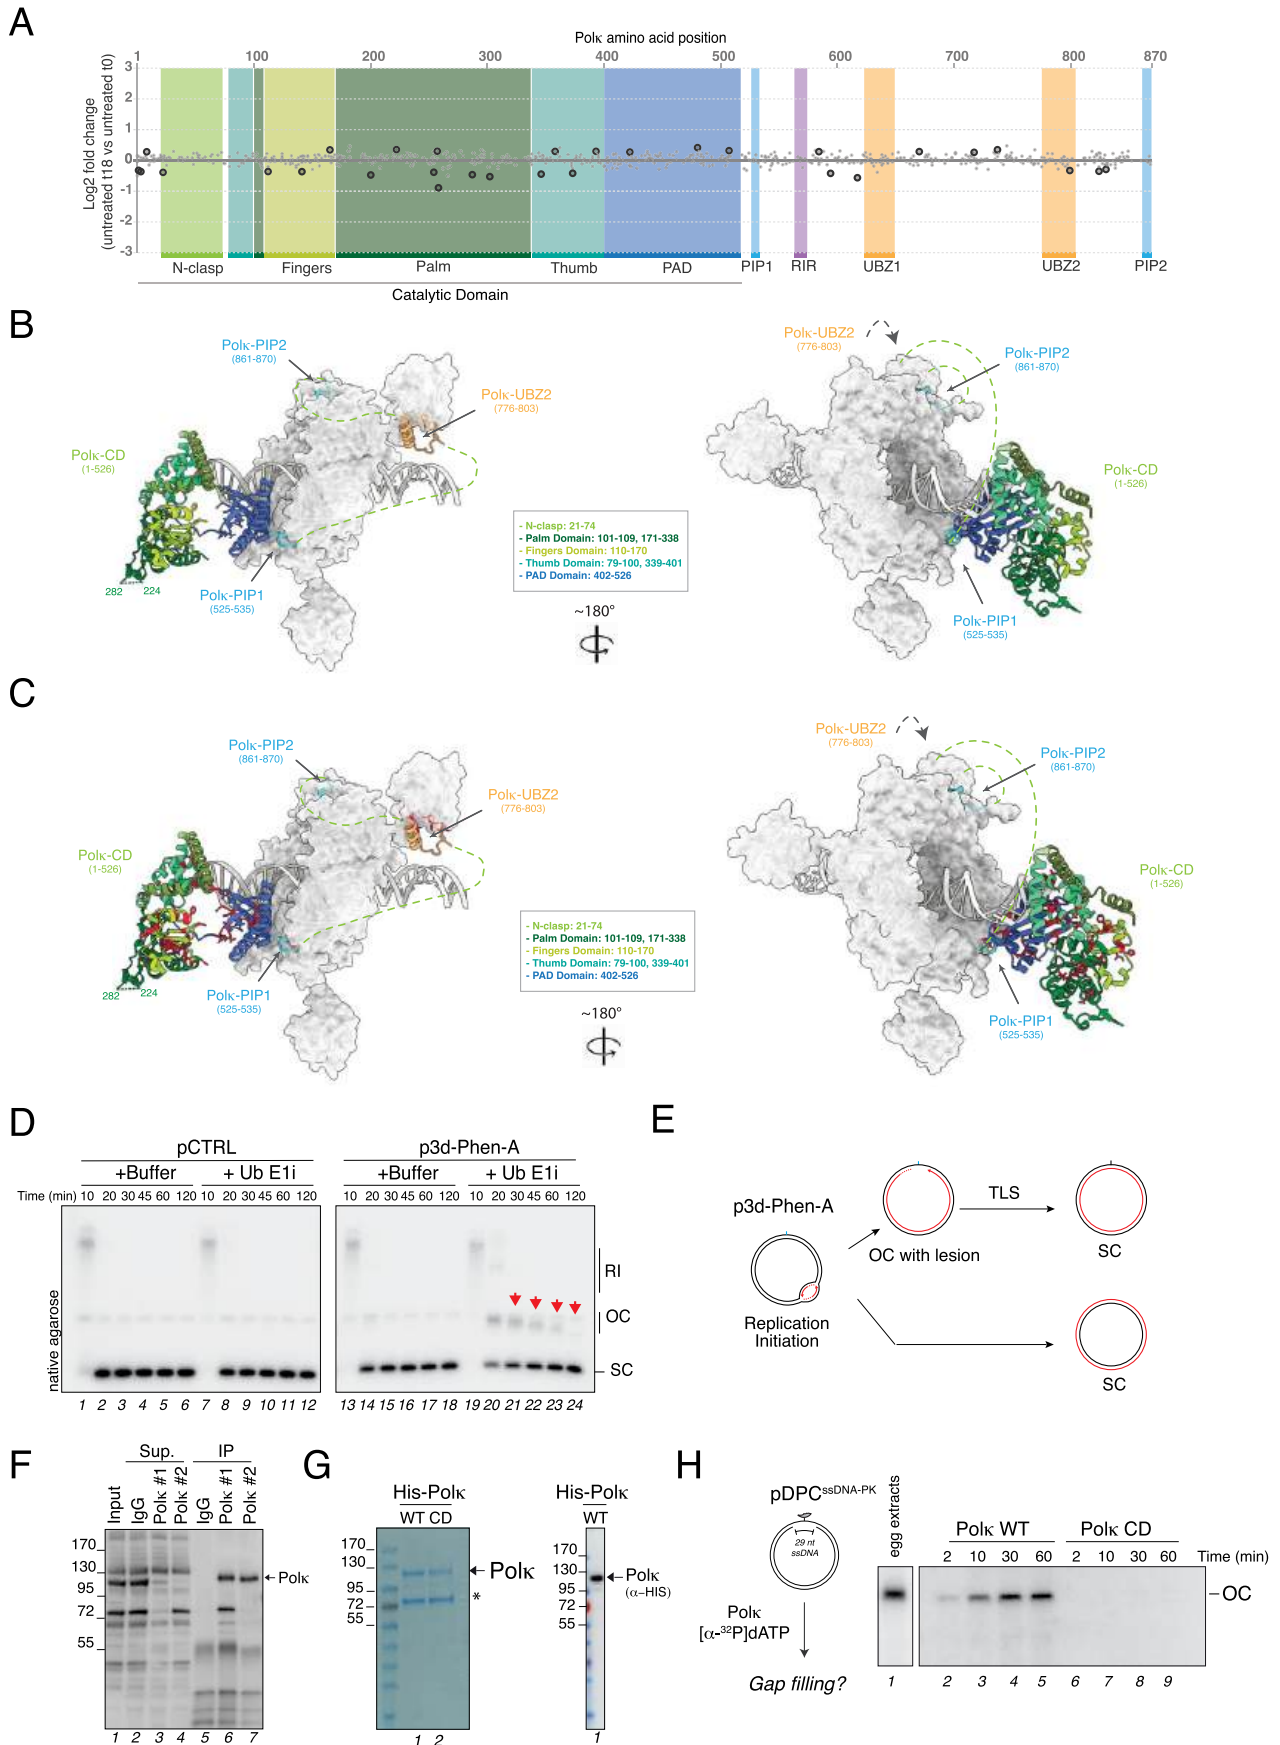 A
Polκ amino acid position
1 100 200 300 400 500 600 700 800 870
Log2 fold change
(untreated t18 vs untreated t0)
3
2
1
0
-1
-2
-3
N-clasp Fingers Palm Thumb PAD PIP1 RIR UBZ1 UBZ2 PIP2
Catalytic Domain
B
Polκ-PIP2
(861-870)
Polκ-UBZ2
(776-803)
Polκ-CD
(1-526)
282 224
Polκ-PIP1
(525-535)
- N-clasp: 21-74
- Palm Domain: 101-109, 171-338
- Fingers Domain: 110-170
- Thumb Domain: 79-100, 339-401
- PAD Domain: 402-526
~180°
Polκ-UBZ2
(776-803)
Polκ-PIP2
(861-870)
Polκ-CD
(1-526)
Polκ-PIP1
(525-535)
C
Polκ-PIP2
(861-870)
Polκ-UBZ2
(776-803)
Polκ-CD
(1-526)
282 224
Polκ-PIP1
(525-535)
- N-clasp: 21-74
- Palm Domain: 101-109, 171-338
- Fingers Domain: 110-170
- Thumb Domain: 79-100, 339-401
- PAD Domain: 402-526
~180°
Polκ-UBZ2
(776-803)
Polκ-PIP2
(861-870)
Polκ-CD
(1-526)
Polκ-PIP1
(525-535)
D
pCTRL p3d-Phen-A
+Buffer + Ub E1i +Buffer + Ub E1i
Time (min) 10 20 30 45 60 120 10 20 30 45 60 120 10 20 30 45 60 120 10 20 30 45 60 120
native agarose
RI
OC
SC
1 2 3 4 5 6 7 8 9 10 11 12 13 14 15 16 17 18 19 20 21 22 23 24
E
p3d-Phen-A
Replication
Initiation
OC with lesion
TLS
SC
SC
F
Sup. IP
Input IgG Polκ #1 Polκ #2 IgG Polκ #1 Polκ #2
170
130
95
72
55
Polκ
1 2 3 4 5 6 7
G
His-Polκ
WT CD
170
130
95
72
55
Polκ
*
1 2
His-Polκ
WT
170
130
95
72
55
Polκ
(α-HIS)
1
H
pDPCssDNA-PK
29 nt
ssDNA
Polκ
[α-32P]dATP
Gap filling?
egg extracts
Polκ WT Polκ CD
2 10 30 60 2 10 30 60 Time (min)
OC
1 2 3 4 5 6 7 8 9